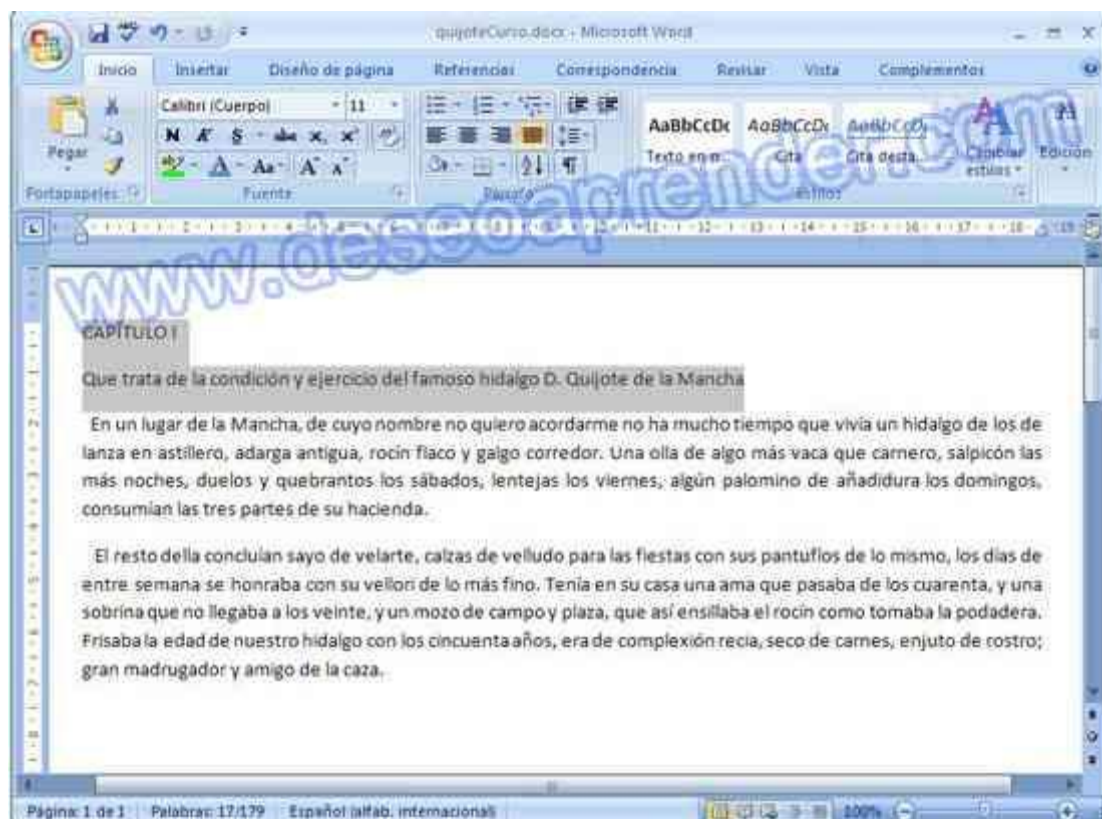 quijoteCurso.docx - Microsoft Word
Inicio Insertar Diseño de página Referencias Correspondencia Revisar Vista Complementos
Pegar
Calibri (Cuerpo) 11
N K S abc x, x²
ab Aa A A
AaBbCcDc AaBbCcDc AaBbCcDc
Texto en n... Cita Cita desta... Cambiar estilos Edición
Portapapeles Fuente Párrafo Estilos
www.deseoaprender.com
CAPÍTULO I
Que trata de la condición y ejercicio del famoso hidalgo D. Quijote de la Mancha
En un lugar de la Mancha, de cuyo nombre no quiero acordarme no ha mucho tiempo que vivía un hidalgo de los de
lanza en astillero, adarga antigua, rocín flaco y galgo corredor. Una olla de algo más vaca que carnero, salpicón las
más noches, duelos y quebrantos los sábados, lentejas los viernes, algún palomino de añadidura los domingos,
consumían las tres partes de su hacienda.
El resto della concluían sayo de velarte, calzas de velludo para las fiestas con sus pantuflos de lo mismo, los días de
entre semana se honraba con su vellori de lo más fino. Tenía en su casa una ama que pasaba de los cuarenta, y una
sobrina que no llegaba a los veinte, y un mozo de campo y plaza, que así ensillaba el rocín como tomaba la podadera.
Frisaba la edad de nuestro hidalgo con los cincuenta años, era de complexión recia, seco de carnes, enjuto de rostro;
gran madrugador y amigo de la caza.
Página: 1 de 1 Palabras: 17/179 Español (alfab. internacional) 100%